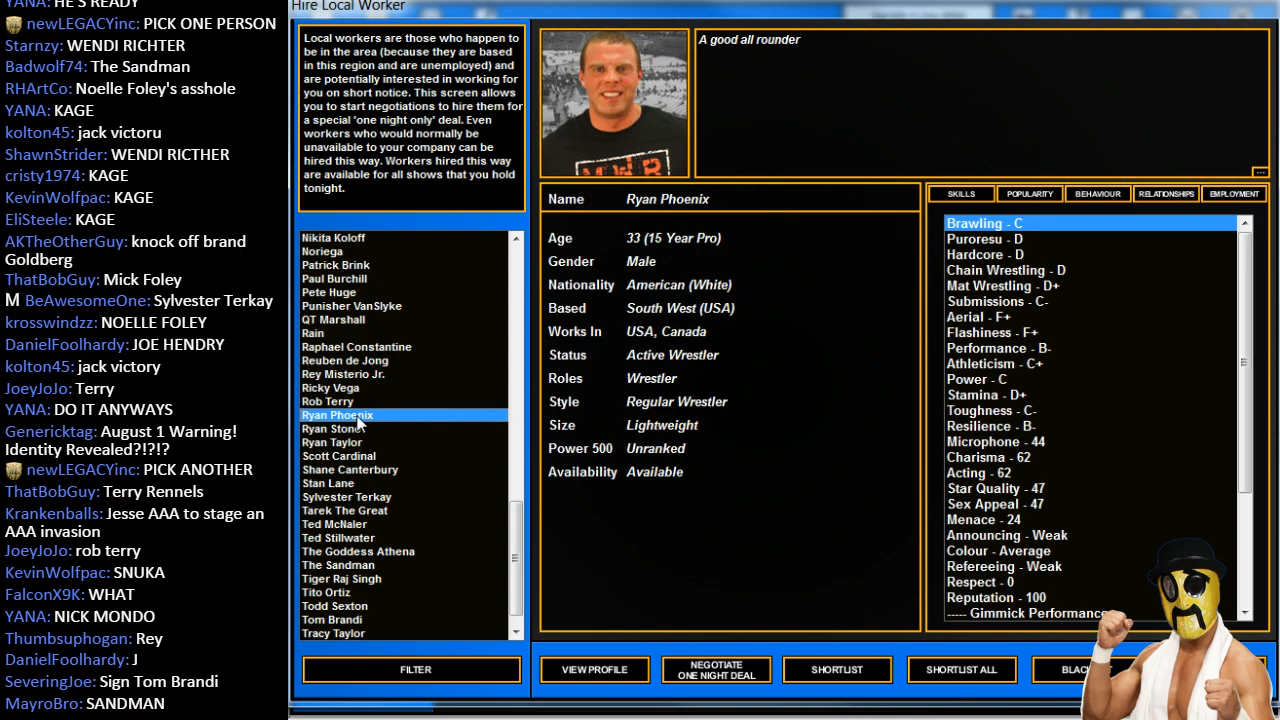 YANA: HE'S READY
newLEGACYinc: PICK ONE PERSON
Starnzy: WENDI RICHTER
Badwolf74: The Sandman
RHArtCo: Noelle Foley's asshole
YANA: KAGE
kolton45: jack victoru
ShawnStrider: WENDI RICTHER
cristy1974: KAGE
KevinWolfpac: KAGE
EliSteele: KAGE
AKTheOtherGuy: knock off brand
Goldberg
ThatBobGuy: Mick Foley
M BeAwesomeOne: Sylvester Terkay
krosswindzz: NOELLE FOLEY
DanielFoolhardy: JOE HENDRY
kolton45: jack victory
JoeyJoJo: Terry
YANA: DO IT ANYWAYS
Genericktag: August 1 Warning!
Identity Revealed?!?!?
newLEGACYinc: PICK ANOTHER
ThatBobGuy: Terry Rennels
Krankenballs: Jesse AAA to stage an
AAA invasion
JoeyJoJo: rob terry
KevinWolfpac: SNUKA
FalconX9K: WHAT
YANA: NICK MONDO
Thumbsuphogan: Rey
DanielFoolhardy: J
SeveringJoe: Sign Tom Brandi
MayroBro: SANDMAN
Hire Local Worker
Local workers are those who happen to
be in the area (because they are based
in this region and are unemployed) and
are potentially interested in working for
you on short notice. This screen allows
you to start negotiations to hire them for
a special 'one night only' deal. Even
workers who would normally be
unavailable to your company can be
hired this way. Workers hired this way
are available for all shows that you hold
tonight.
Nikita Koloff
Noriega
Patrick Brink
Paul Burchill
Pete Huge
Punisher VanSlyke
QT Marshall
Rain
Raphael Constantine
Reuben de Jong
Rey Misterio Jr.
Ricky Vega
Rob Terry
Ryan Phoenix
Ryan Stone
Ryan Taylor
Scott Cardinal
Shane Canterbury
Stan Lane
Sylvester Terkay
Tarek The Great
Ted McNaler
Ted Stillwater
The Goddess Athena
The Sandman
Tiger Raj Singh
Tito Ortiz
Todd Sexton
Tom Brandi
Tracy Taylor
FILTER
A good all rounder
...
Name Ryan Phoenix
Age 33 (15 Year Pro)
Gender Male
Nationality American (White)
Based South West (USA)
Works In USA, Canada
Status Active Wrestler
Roles Wrestler
Style Regular Wrestler
Size Lightweight
Power 500 Unranked
Availability Available
SKILLS POPULARITY BEHAVIOUR RELATIONSHIPS EMPLOYMENT
Brawling - C
Puroresu - D
Hardcore - D
Chain Wrestling - D
Mat Wrestling - D+
Submissions - C-
Aerial - F+
Flashiness - F+
Performance - B-
Athleticism - C+
Power - C
Stamina - D+
Toughness - C-
Resilience - B-
Microphone - 44
Charisma - 62
Acting - 62
Star Quality - 47
Sex Appeal - 47
Menace - 24
Announcing - Weak
Colour - Average
Refereeing - Weak
Respect - 0
Reputation - 100
----- Gimmick Performance
VIEW PROFILE
NEGOTIATE
ONE NIGHT DEAL
SHORTLIST
SHORTLIST ALL